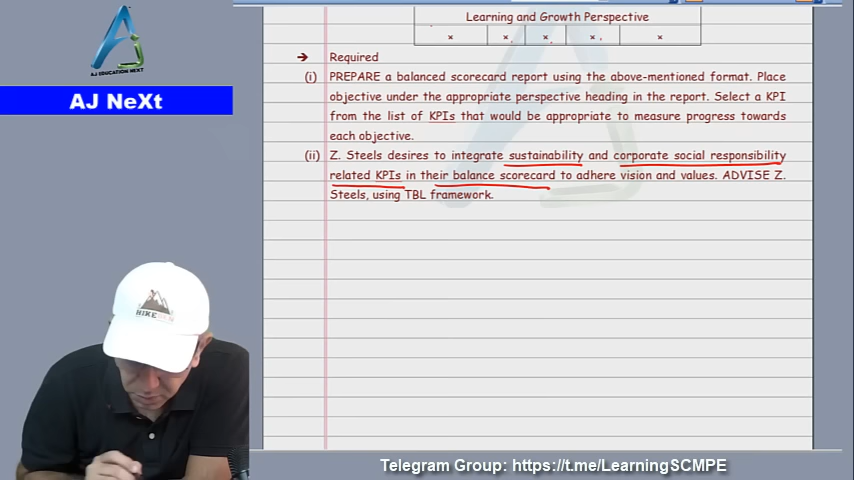 AJ EDUCATION NEXT
AJ NeXt
Learning and Growth Perspective
× × × × ×
→ Required
(i) PREPARE a balanced scorecard report using the above-mentioned format. Place
objective under the appropriate perspective heading in the report. Select a KPI
from the list of KPIs that would be appropriate to measure progress towards
each objective.
(ii) Z. Steels desires to integrate sustainability and corporate social responsibility
related KPIs in their balance scorecard to adhere vision and values. ADVISE Z.
Steels, using TBL framework.
Telegram Group: https://t.me/LearningSCMPE